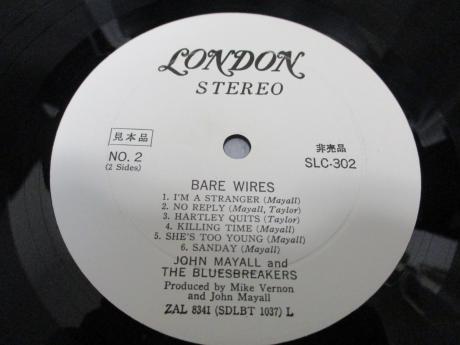 LONDON
STEREO
見本品
非売品
NO. 2
SLC-302
(2 Sides)
BARE WIRES
1. I'M A STRANGER (Mayall)
2. NO REPLY (Mayall, Taylor)
3. HARTLEY QUITS (Taylor)
4. KILLING TIME (Mayall)
5. SHE'S TOO YOUNG (Mayall)
6. SANDAY (Mayall)
JOHN MAYALL and
THE BLUESBREAKERS
Produced by Mike Vernon
and John Mayall
ZAL 8341 (SDLBT 1037) L